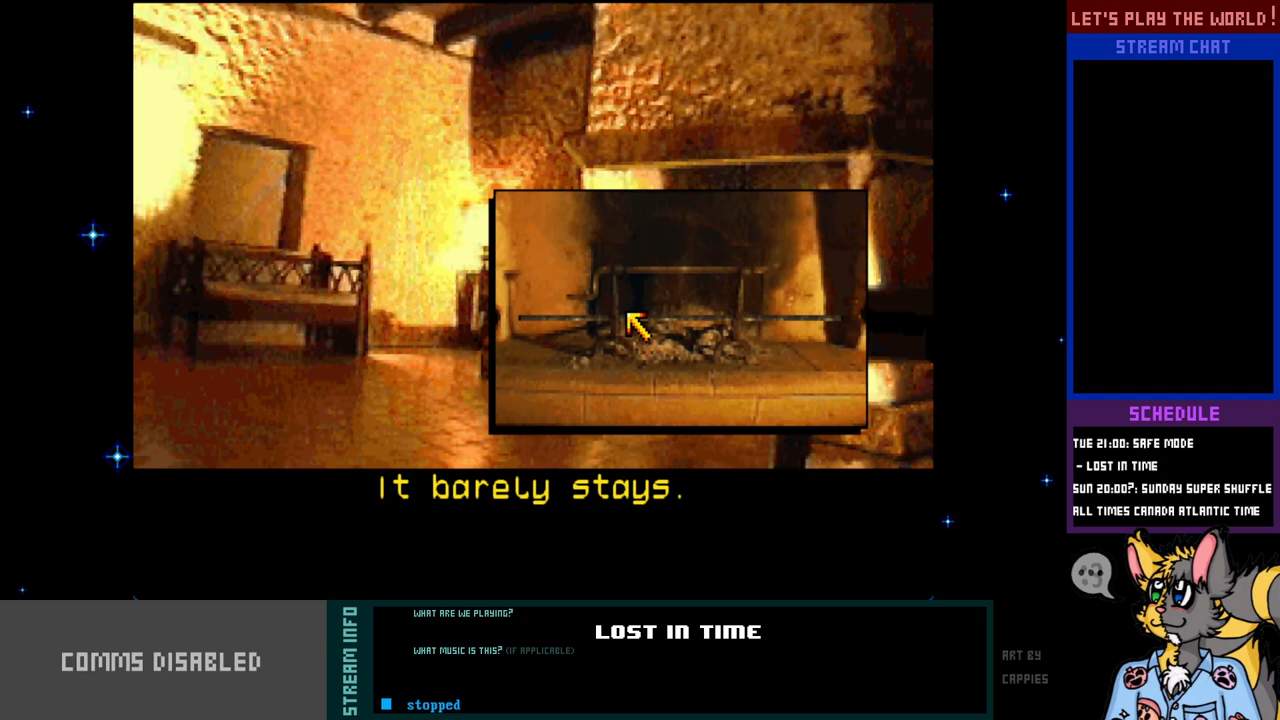 LET'S PLAY THE WORLD!
STREAM CHAT
It barely stays.
SCHEDULE
TUE 21:00: SAFE MODE
- LOST IN TIME
SUN 20:00?: SUNDAY SUPER SHUFFLE
ALL TIMES CANADA ATLANTIC TIME
COMMS DISABLED
STREAM INFO
WHAT ARE WE PLAYING?
LOST IN TIME
WHAT MUSIC IS THIS? (IF APPLICABLE)
stopped
ART BY
CAPPIES